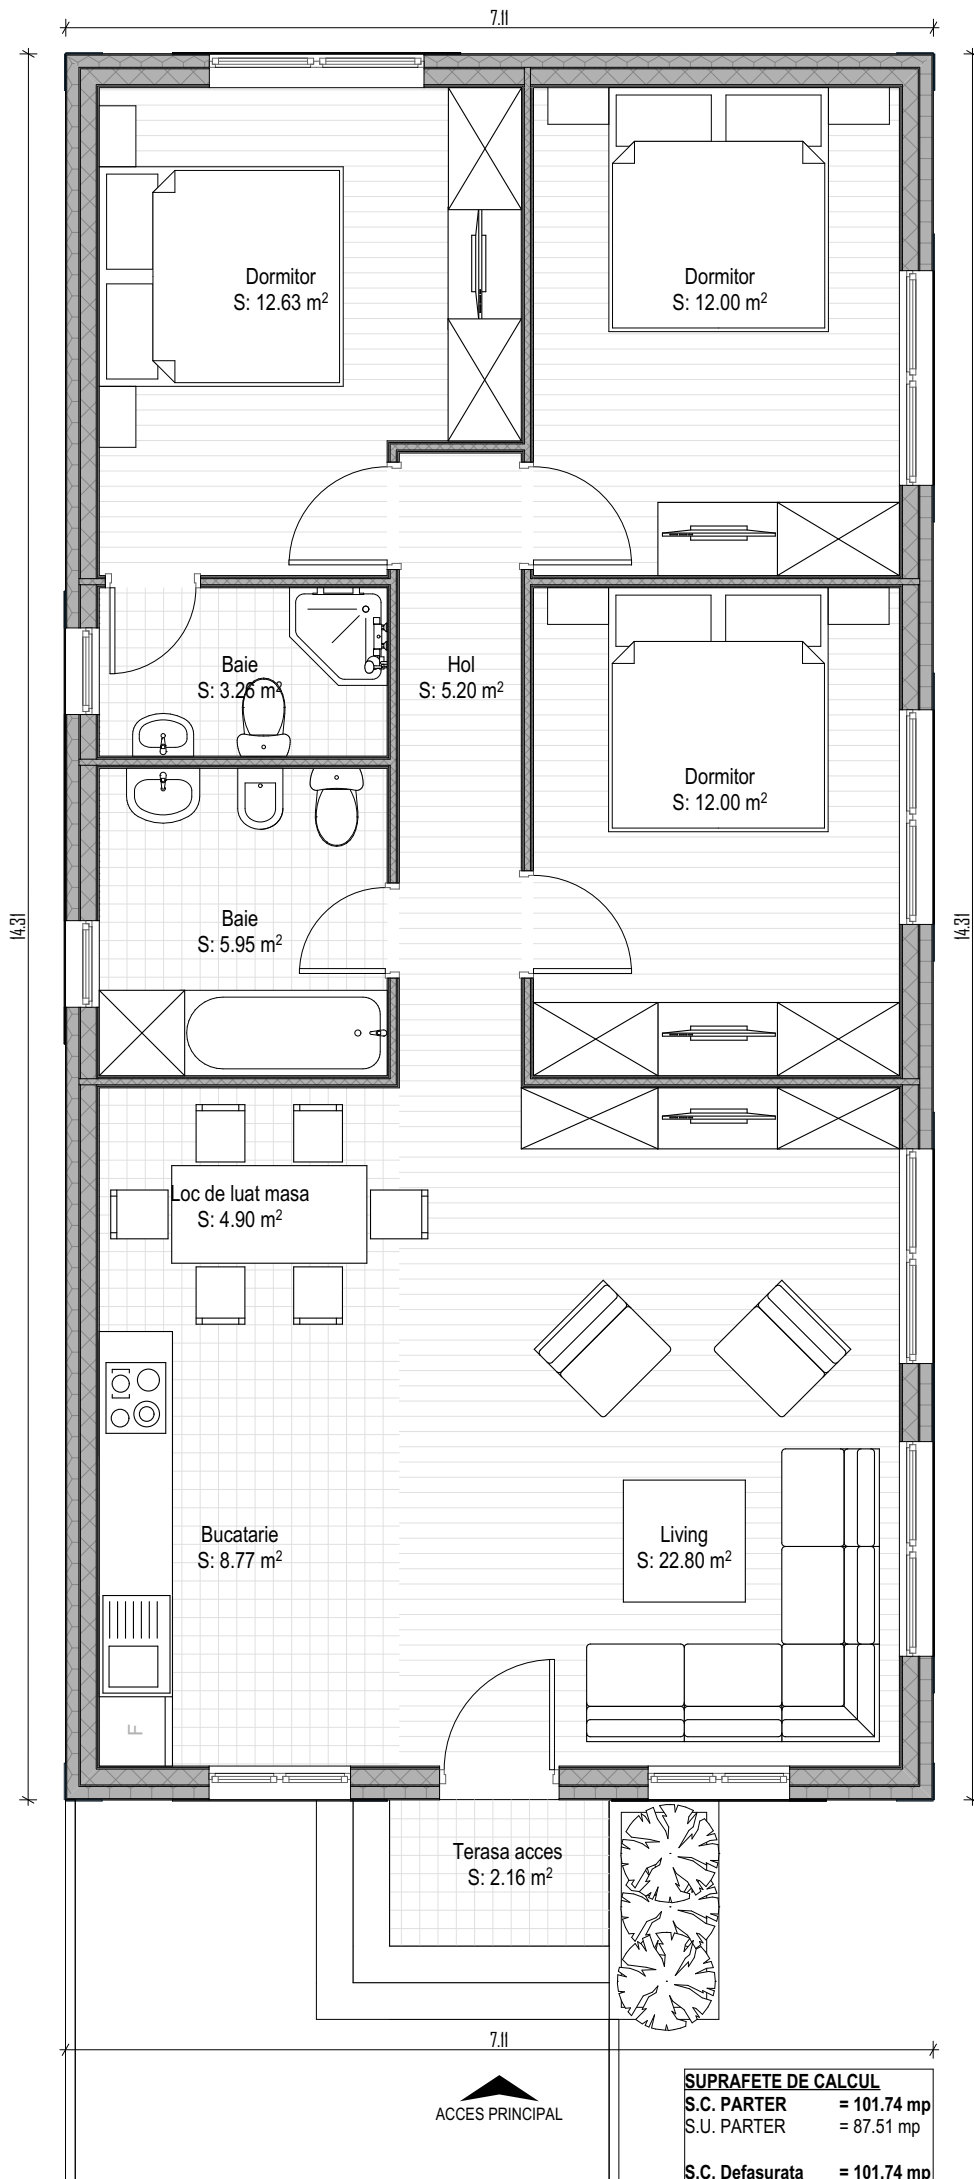 7.11
Dormitor
S: 12.63 m²
Dormitor
S: 12.00 m²
Baie
S: 3.26 m²
Hol
S: 5.20 m²
Dormitor
S: 12.00 m²
14.31
Baie
S: 5.95 m²
14.31
Loc de luat masa
S: 4.90 m²
Bucatarie
S: 8.77 m²
Living
S: 22.80 m²
F
Terasa acces
S: 2.16 m²
7.11
ACCES PRINCIPAL
SUPRAFETE DE CALCUL
S.C. PARTER = 101.74 mp
S.U. PARTER = 87.51 mp
S.C. Defasurata = 101.74 mp